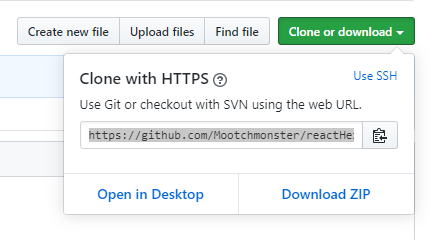 Create new file Upload files Find file Clone or download
Clone with HTTPS Use SSH
Use Git or checkout with SVN using the web URL.
https://github.com/Mootchmonster/reactHe
Open in Desktop Download ZIP